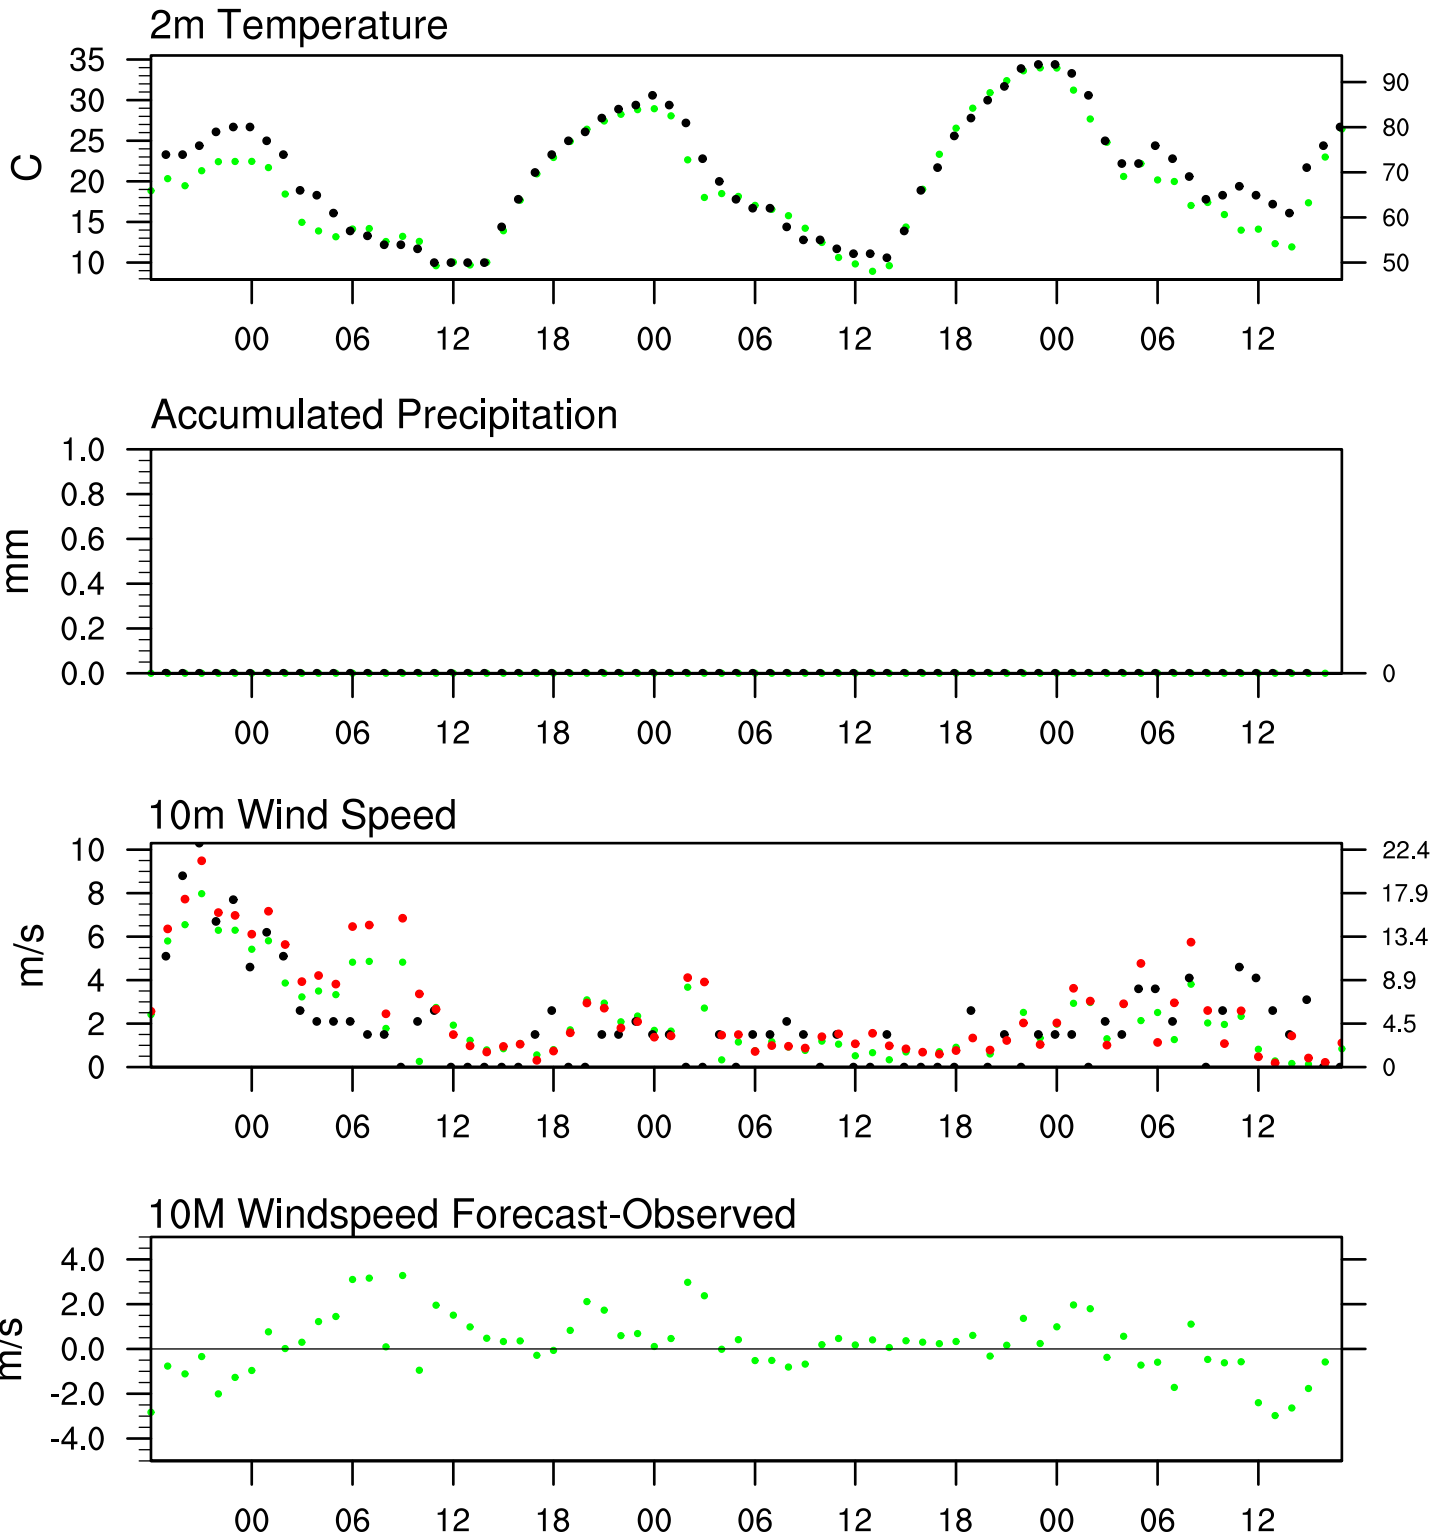 2m Temperature
35
30 90
25 80
C
20 70
15 60
10 50
00 06 12 18 00 06 12 18 00 06 12
Accumulated Precipitation
1.0
0.8
0.6
mm
0.4
0.2
0.0 0
00 06 12 18 00 06 12 18 00 06 12
10m Wind Speed
10 22.4
8 17.9
6 13.4
m/s
4 8.9
2 4.5
0 0
00 06 12 18 00 06 12 18 00 06 12
10M Windspeed Forecast-Observed
4.0
2.0
0.0
m/s
-2.0
-4.0
00 06 12 18 00 06 12 18 00 06 12